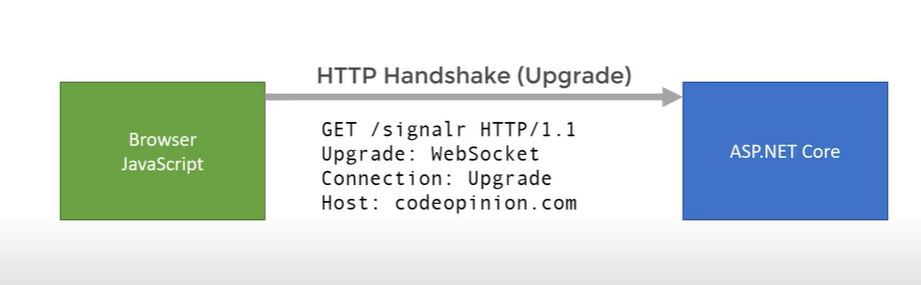 HTTP Handshake (Upgrade)
Browser
JavaScript
GET /signalr HTTP/1.1
Upgrade: WebSocket
Connection: Upgrade
Host: codeopinion.com
ASP.NET Core